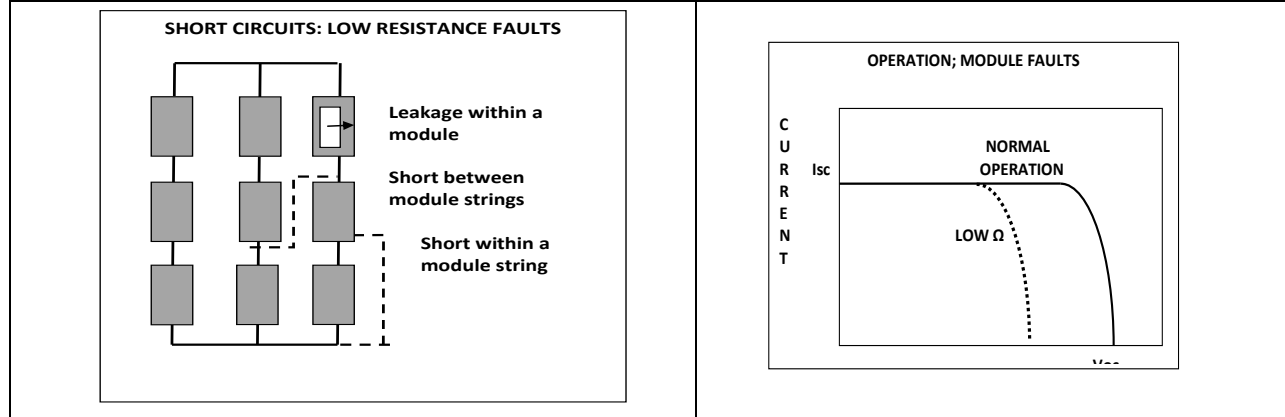 SHORT CIRCUITS: LOW RESISTANCE FAULTS
Leakage within a
module
Short between
module strings
Short within a
module string
OPERATION; MODULE FAULTS
C
U
R
R
E
N
T
Isc
NORMAL
OPERATION
LOW Ω